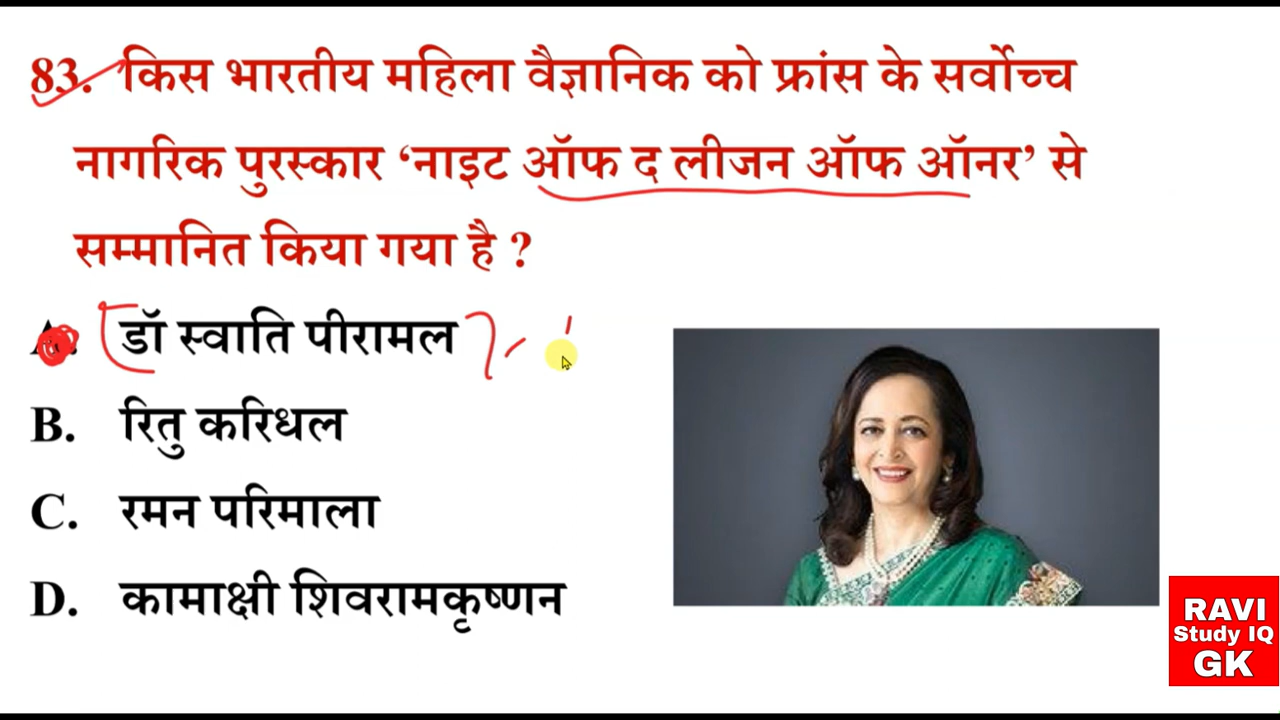 83. किस भारतीय महिला वैज्ञानिक को फ्रांस के सर्वोच्च
नागरिक पुरस्कार ‘नाइट ऑफ द लीजन ऑफ ऑनर’ से
सम्मानित किया गया है ?
A. डॉ स्वाति पीरामल
B. रितु करिधल
C. रमन परिमाला
D. कामाक्षी शिवरामकृष्णन
RAVI
Study IQ
GK